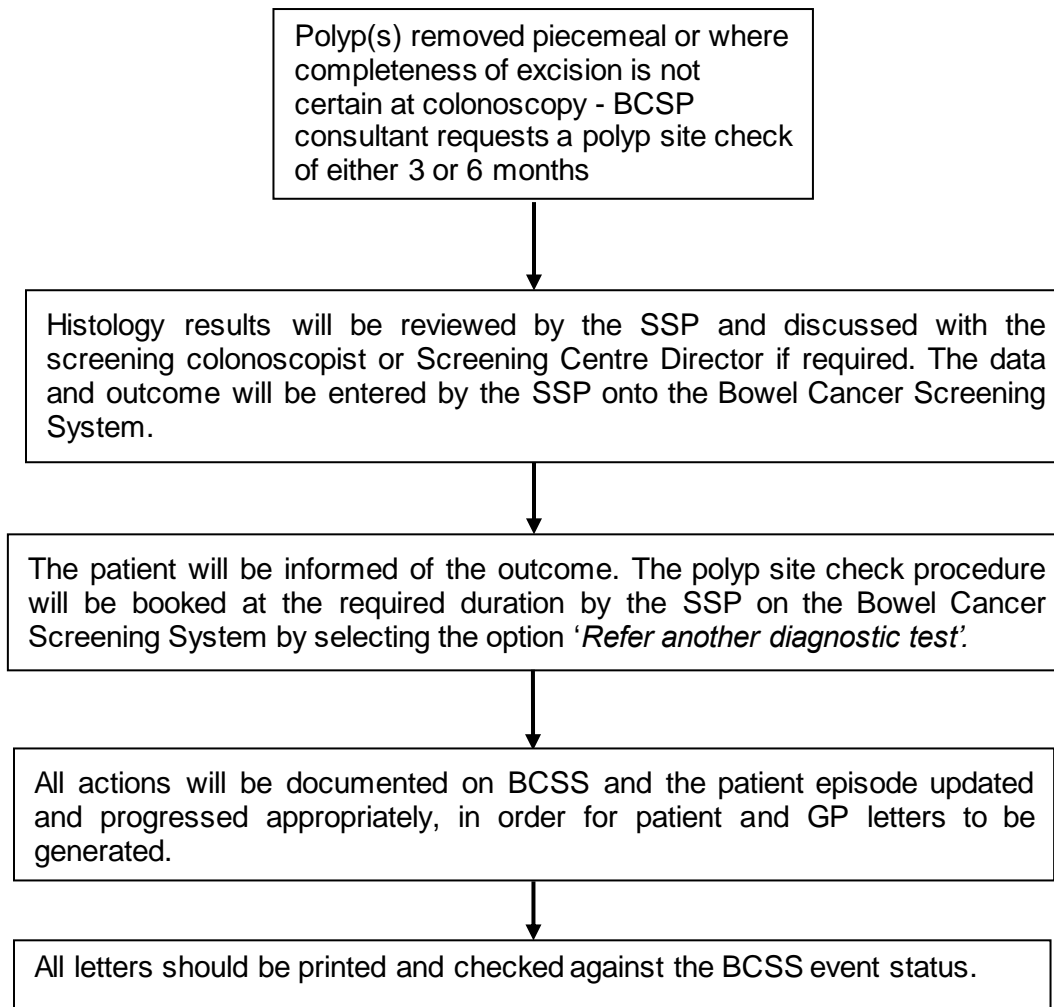 Polyp(s) removed piecemeal or where
completeness of excision is not
certain at colonoscopy - BCSP
consultant requests a polyp site check
of either 3 or 6 months
Histology results will be reviewed by the SSP and discussed with the
screening colonoscopist or Screening Centre Director if required. The data
and outcome will be entered by the SSP onto the Bowel Cancer Screening
System.
The patient will be informed of the outcome. The polyp site check procedure
will be booked at the required duration by the SSP on the Bowel Cancer
Screening System by selecting the option ‘Refer another diagnostic test’.
All actions will be documented on BCSS and the patient episode updated
and progressed appropriately, in order for patient and GP letters to be
generated.
All letters should be printed and checked against the BCSS event status.